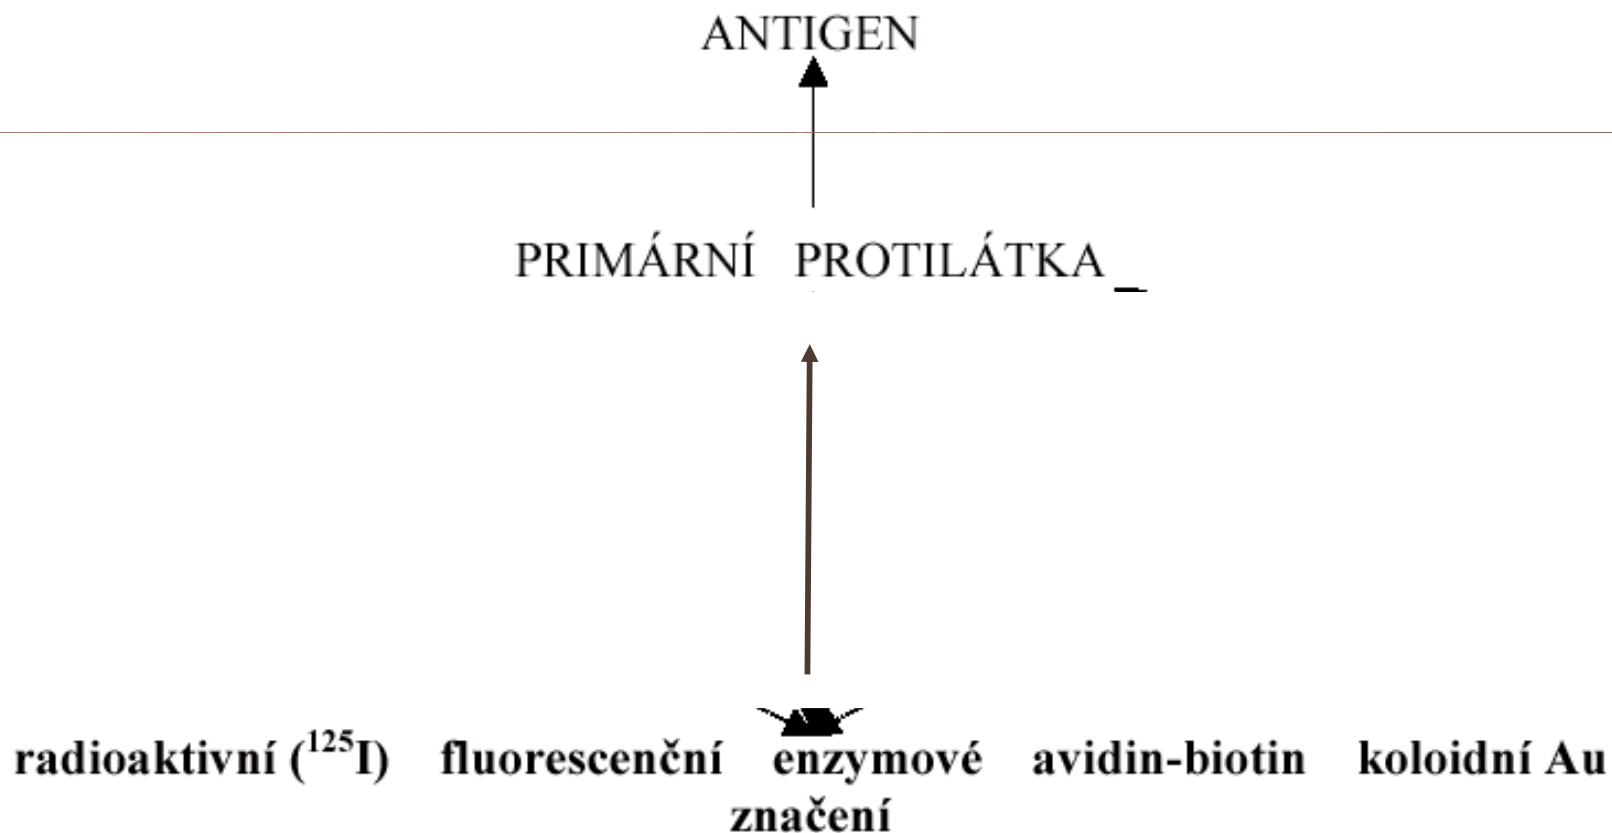 ANTIGEN
PRIMÁRNÍ PROTILÁTKA
radioaktivní (¹²⁵I) fluorescenční enzymové avidin-biotin koloidní Au
značení